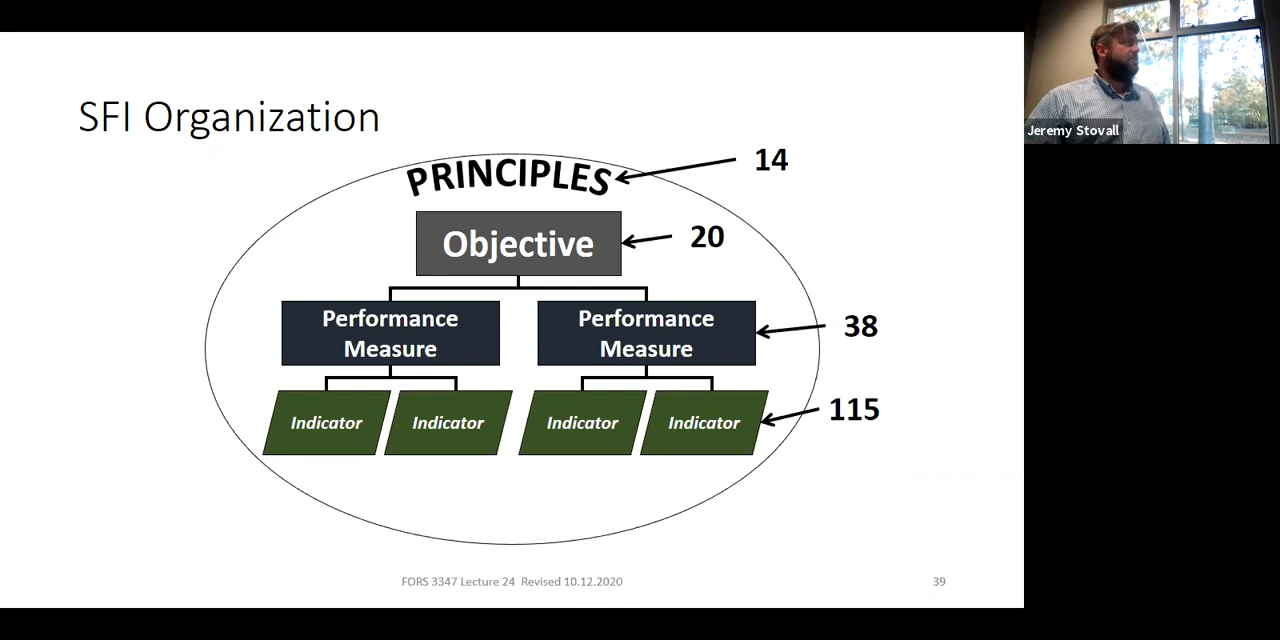 SFI Organization
PRINCIPLES
14
Objective
20
Performance
Measure
Performance
Measure
38
Indicator
Indicator
Indicator
Indicator
115
FORS 3347 Lecture 24 Revised 10.12.2020
39
Jeremy Stovall